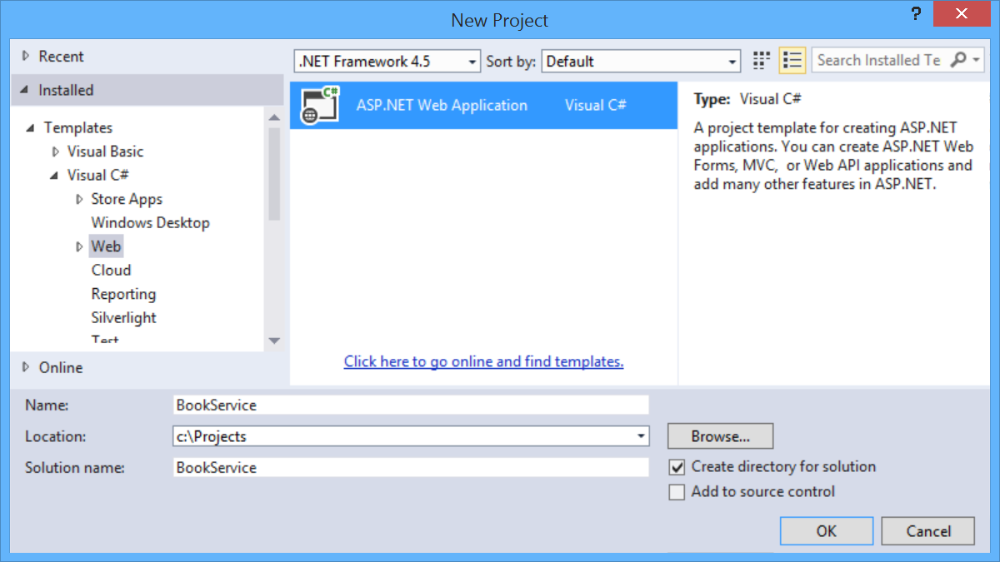 New Project
?
Recent
.NET Framework 4.5 Sort by: Default Search Installed Te
Installed
Templates
Visual Basic
Visual C#
Store Apps
Windows Desktop
Web
Cloud
Reporting
Silverlight
Test
Online
C#
ASP.NET Web Application Visual C#
Click here to go online and find templates.
Type: Visual C#
A project template for creating ASP.NET
applications. You can create ASP.NET Web
Forms, MVC, or Web API applications and
add many other features in ASP.NET.
Name: BookService
Location: c:\Projects Browse...
Solution name: BookService
Create directory for solution
Add to source control
OK Cancel